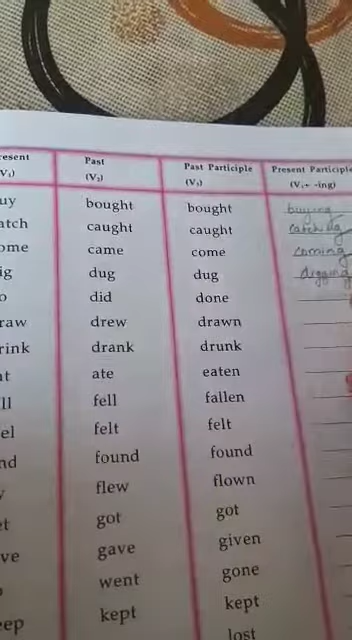 resent Past Past Participle Present Participle
V₁) (V₂) (V₃) (V₁+ -ing)
uy bought bought buying
atch caught caught catching
ome came come coming
ig dug dug digging
o did done
raw drew drawn
rink drank drunk
at ate eaten
ll fell fallen
el felt felt
nd found found
y flew flown
et got got
ve gave given
went gone
eep kept kept
lost